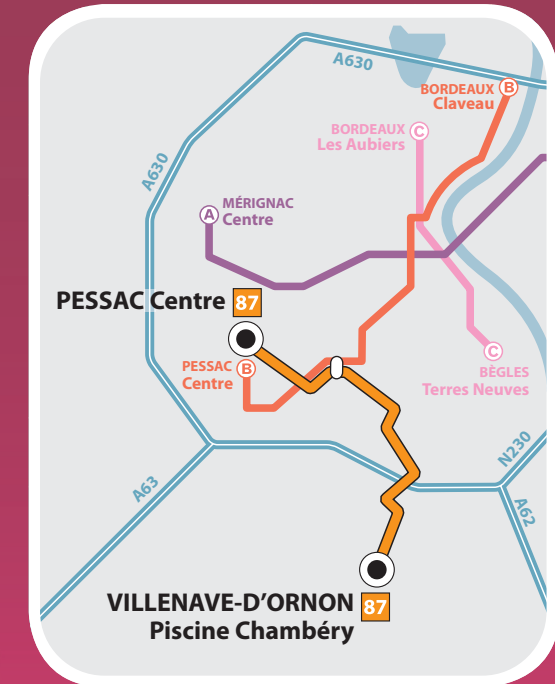 A630
BORDEAUX B
Claveau
BORDEAUX C
Les Aubiers
A630
A MÉRIGNAC
Centre
PESSAC Centre 87
PESSAC B
Centre
C
BÈGLES
Terres Neuves
N230
A63
A62
VILLENAVE-D'ORNON 87
Piscine Chambéry